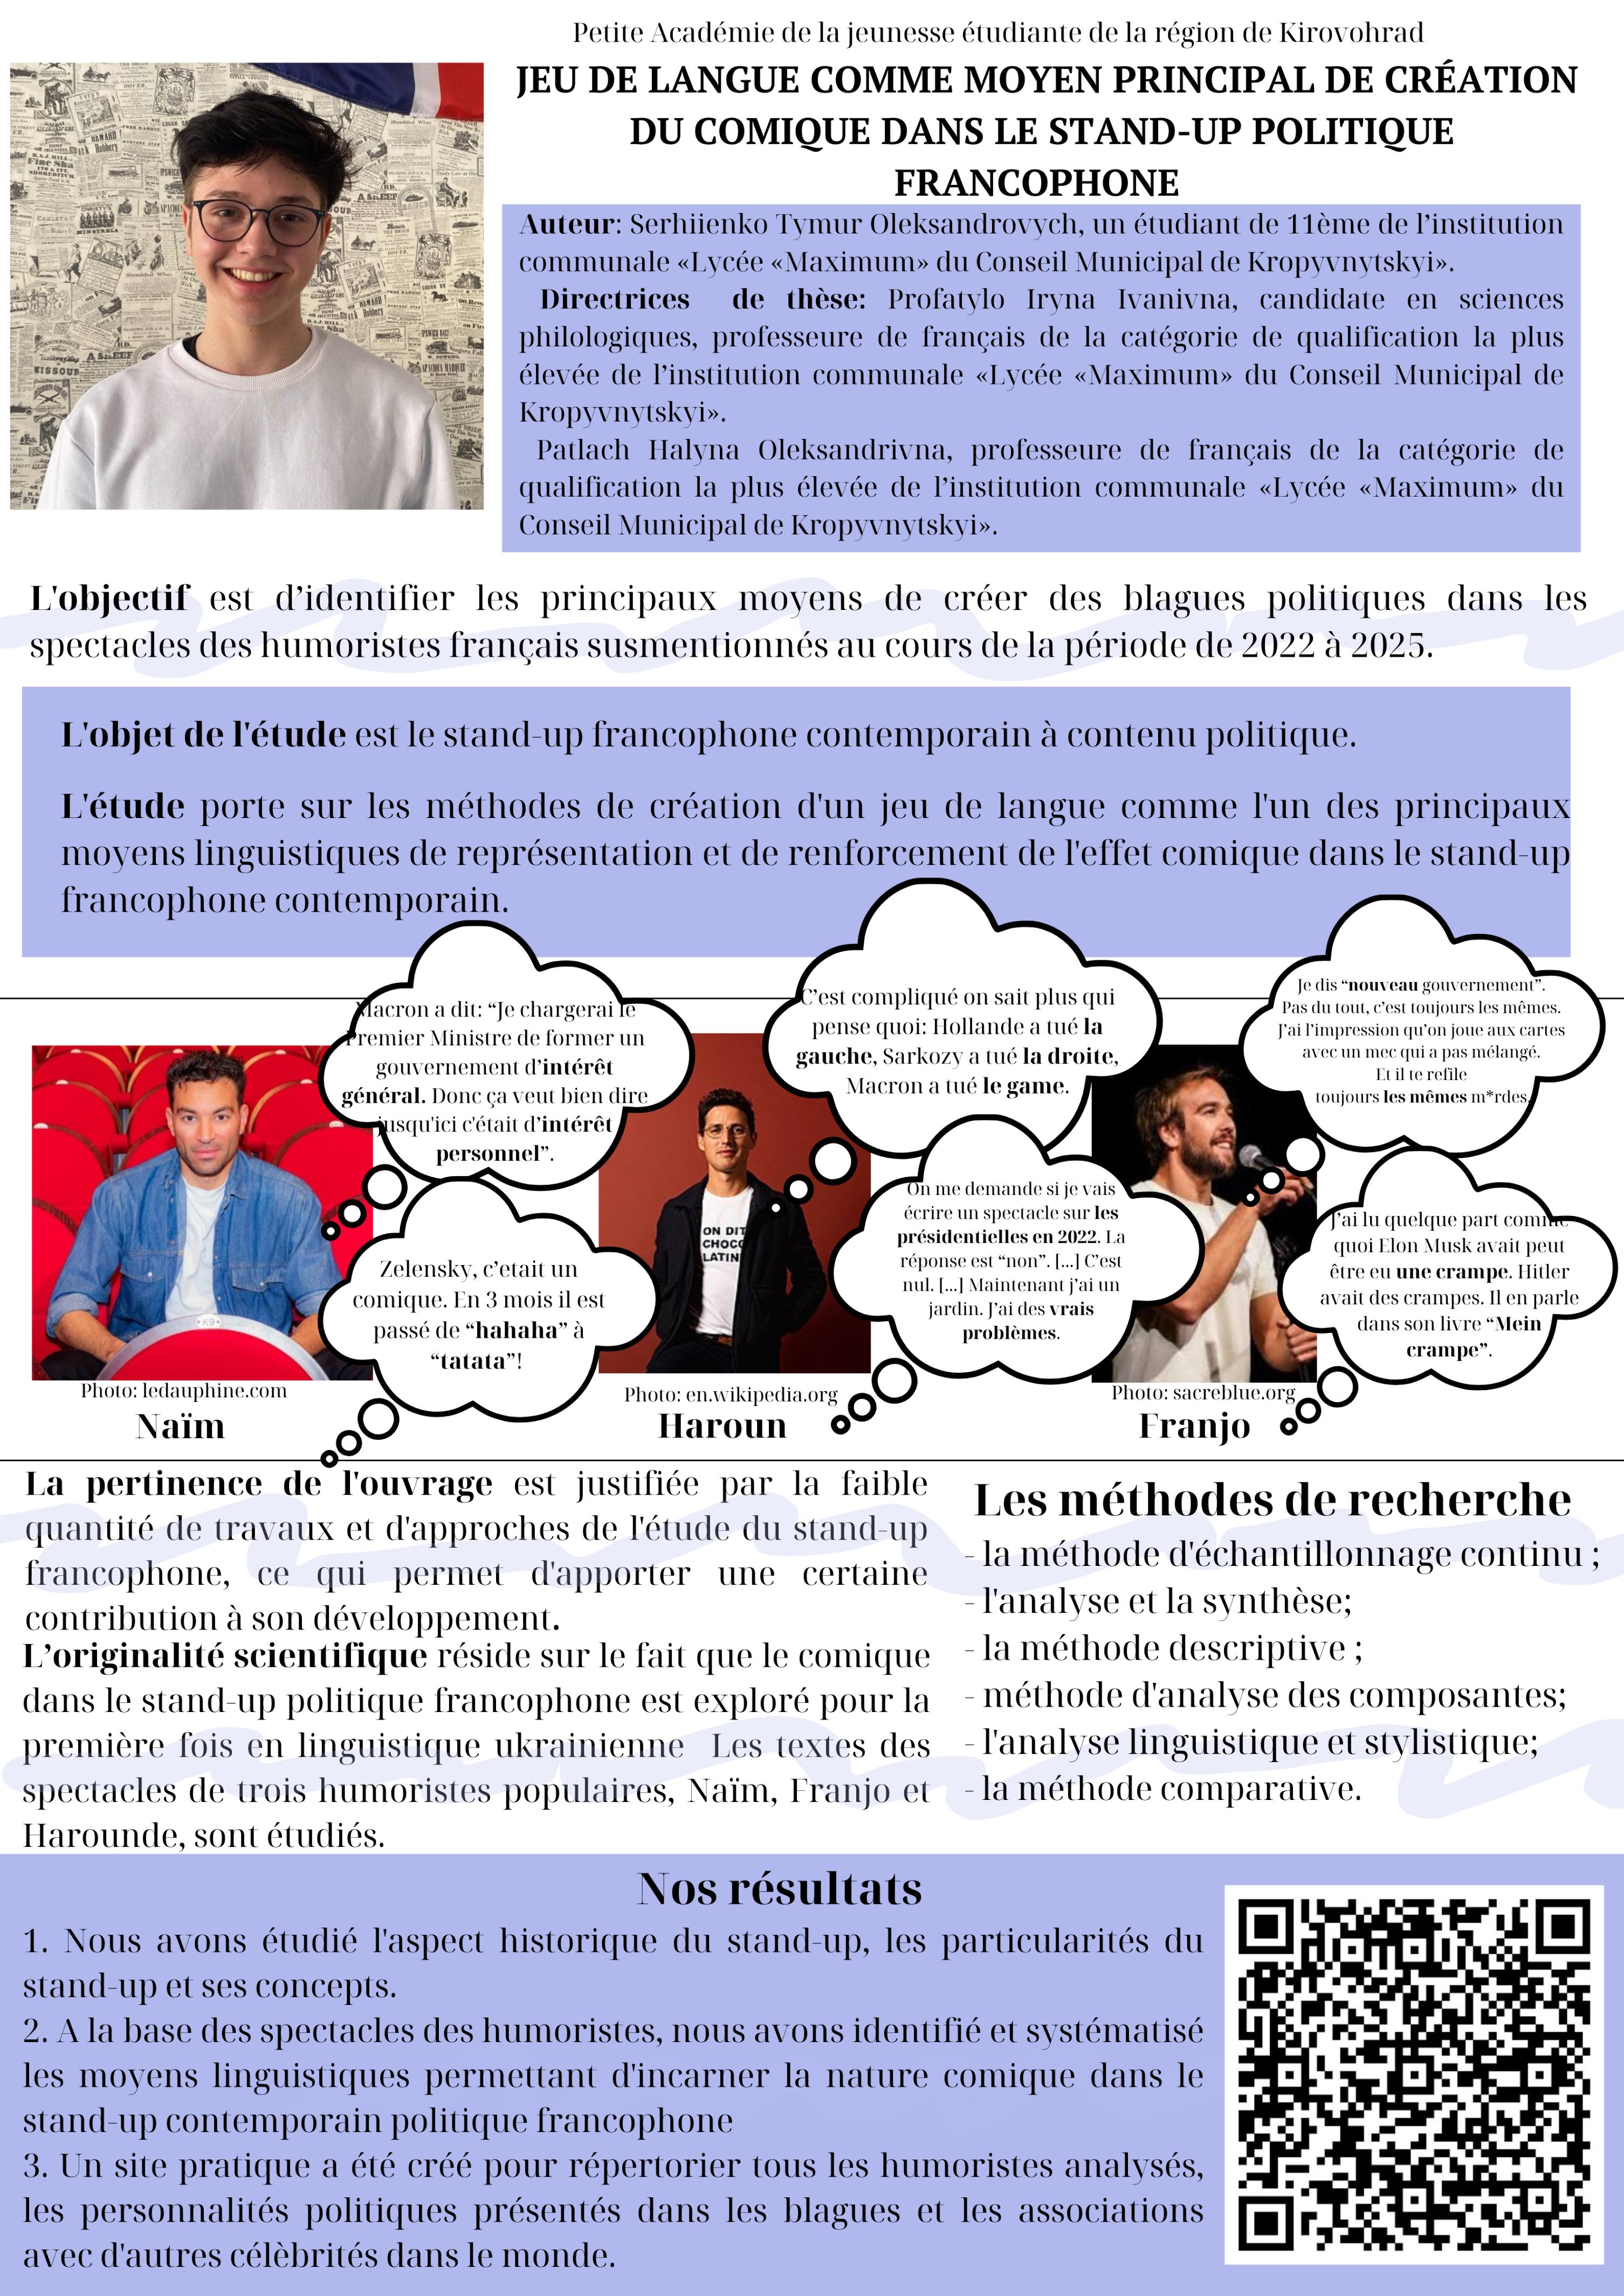 Petite Académie de la jeunesse étudiante de la région de Kirovohrad
JEU DE LANGUE COMME MOYEN PRINCIPAL DE CRÉATION
DU COMIQUE DANS LE STAND-UP POLITIQUE
FRANCOPHONE
Auteur: Serhiienko Tymur Oleksandrovych, un étudiant de 11ème de l’institution
communale «Lycée «Maximum» du Conseil Municipal de Kropyvnytskyi».
Directrices de thèse: Profatylo Iryna Ivanivna, candidate en sciences
philologiques, professeure de français de la catégorie de qualification la plus
élevée de l’institution communale «Lycée «Maximum» du Conseil Municipal de
Kropyvnytskyi».
Patlach Halyna Oleksandrivna, professeure de français de la catégorie de
qualification la plus élevée de l’institution communale «Lycée «Maximum» du
Conseil Municipal de Kropyvnytskyi».
L'objectif est d’identifier les principaux moyens de créer des blagues politiques dans les
spectacles des humoristes français susmentionnés au cours de la période de 2022 à 2025.
L'objet de l'étude est le stand-up francophone contemporain à contenu politique.
L'étude porte sur les méthodes de création d'un jeu de langue comme l'un des principaux
moyens linguistiques de représentation et de renforcement de l'effet comique dans le stand-up
francophone contemporain.
Macron a dit: “Je chargerai le
Premier Ministre de former un
gouvernement d’intérêt
général. Donc ça veut bien dire
jusqu'ici c'était d’intérêt
personnel”.
Zelensky, c’etait un
comique. En 3 mois il est
passé de “hahaha” à
“tatata”!
Photo: ledauphine.com
Naïm
C’est compliqué on sait plus qui
pense quoi: Hollande a tué la
gauche, Sarkozy a tué la droite,
Macron a tué le game.
On me demande si je vais
écrire un spectacle sur les
présidentielles en 2022. La
réponse est “non”. [...] C’est
nul. [...] Maintenant j’ai un
jardin. J’ai des vrais
problèmes.
ON DIT
CHOCO
LATIN
Photo: en.wikipedia.org
Haroun
Je dis “nouveau gouvernement”.
Pas du tout, c’est toujours les mêmes.
J’ai l’impression qu’on joue aux cartes
avec un mec qui a pas mélangé.
Et il te refile
toujours les mêmes m*rdes.
J’ai lu quelque part comme
quoi Elon Musk avait peut
être eu une crampe. Hitler
avait des crampes. Il en parle
dans son livre “Mein
crampe”.
Photo: sacreblue.org
Franjo
La pertinence de l'ouvrage est justifiée par la faible
quantité de travaux et d'approches de l'étude du stand-up
francophone, ce qui permet d'apporter une certaine
contribution à son développement.
L’originalité scientifique réside sur le fait que le comique
dans le stand-up politique francophone est exploré pour la
première fois en linguistique ukrainienne Les textes des
spectacles de trois humoristes populaires, Naïm, Franjo et
Harounde, sont étudiés.
Les méthodes de recherche
- la méthode d'échantillonnage continu ;
- l'analyse et la synthèse;
- la méthode descriptive ;
- méthode d'analyse des composantes;
- l'analyse linguistique et stylistique;
- la méthode comparative.
Nos résultats
1. Nous avons étudié l'aspect historique du stand-up, les particularités du
stand-up et ses concepts.
2. A la base des spectacles des humoristes, nous avons identifié et systématisé
les moyens linguistiques permettant d'incarner la nature comique dans le
stand-up contemporain politique francophone
3. Un site pratique a été créé pour répertorier tous les humoristes analysés,
les personnalités politiques présentés dans les blagues et les associations
avec d'autres célèbrités dans le monde.